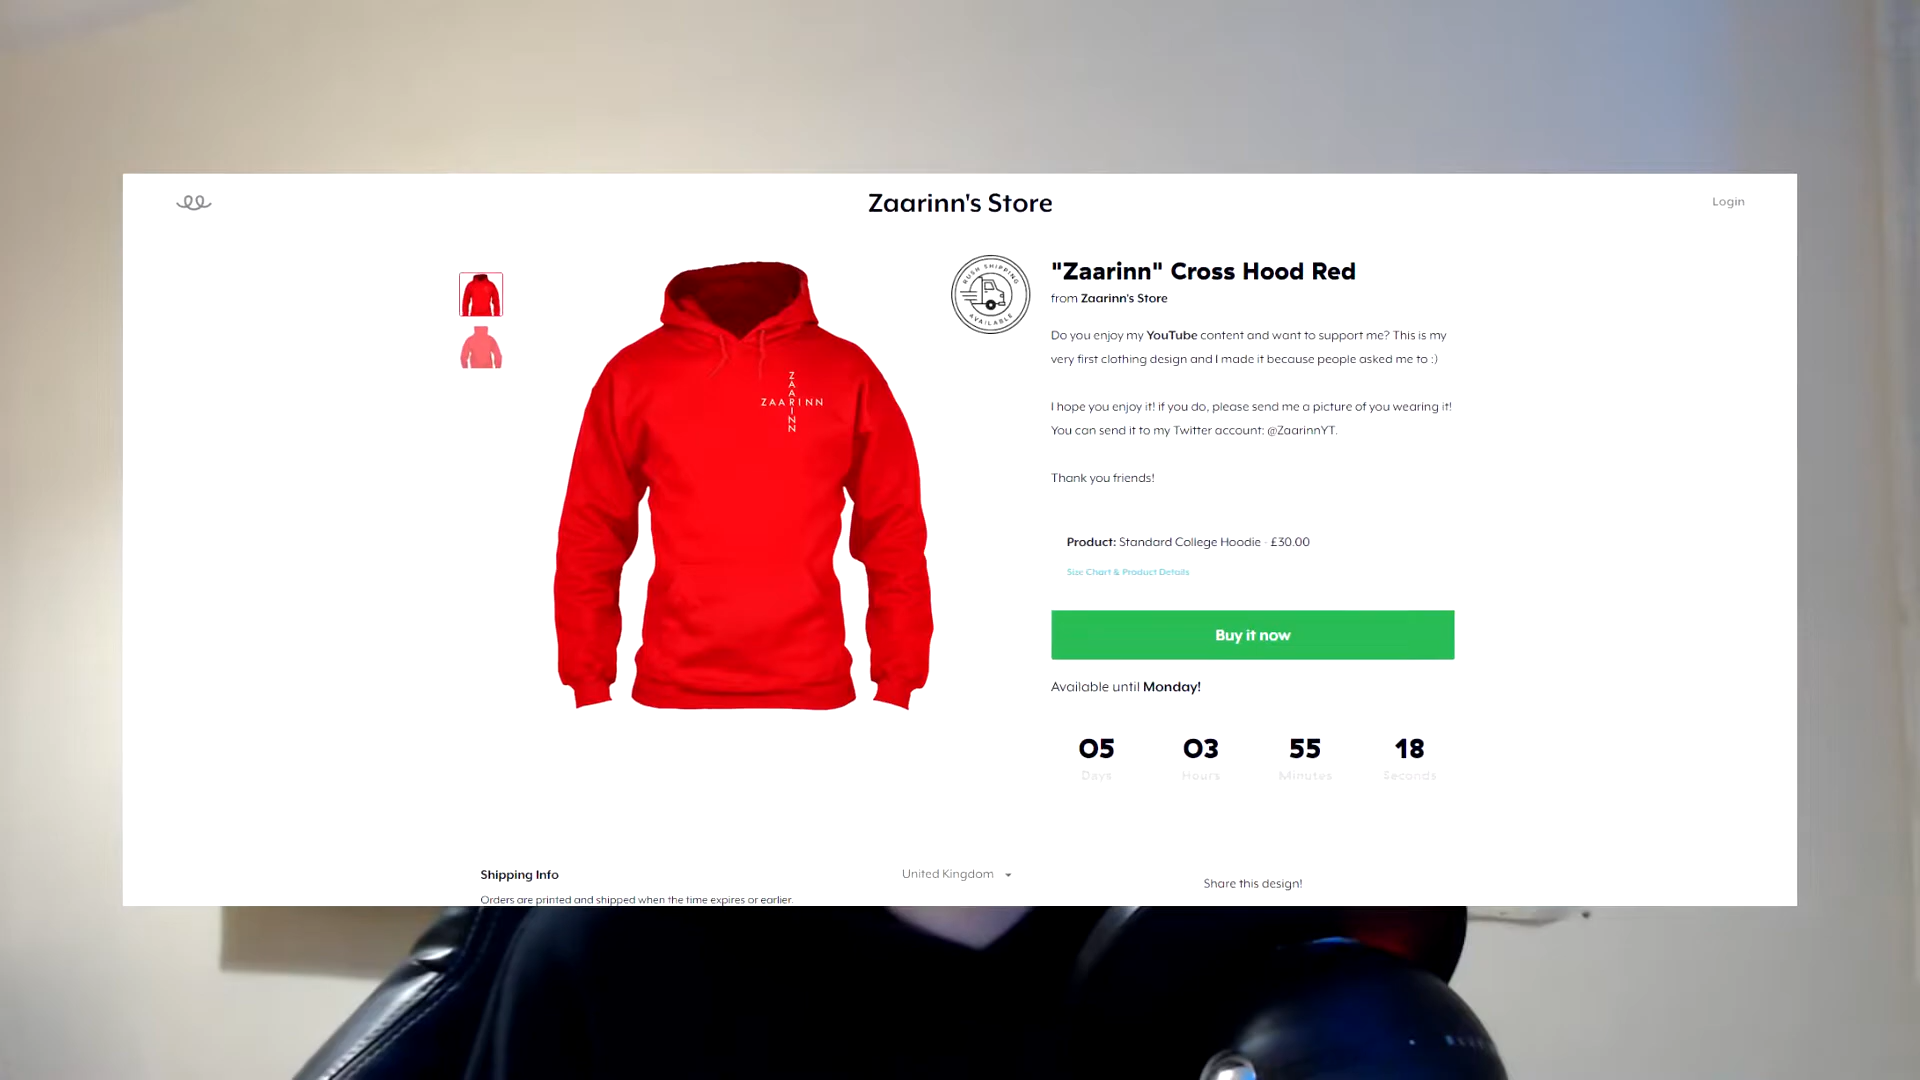 Zaarinn's Store
Login
RUSH SHIPPING
AVAILABLE
"Zaarinn" Cross Hood Red
from Zaarinn's Store
Do you enjoy my YouTube content and want to support me? This is my
very first clothing design and I made it because people asked me to :)
I hope you enjoy it! if you do, please send me a picture of you wearing it!
You can send it to my Twitter account: @ZaarinnYT.
Thank you friends!
ZAARINN
ZAARINN
Product: Standard College Hoodie - £30.00
Size Chart & Product Details
Buy it now
Available until Monday!
05 03 55 18
Days Hours Minutes Seconds
Shipping Info
United Kingdom
Share this design!
Orders are printed and shipped when the time expires or earlier.